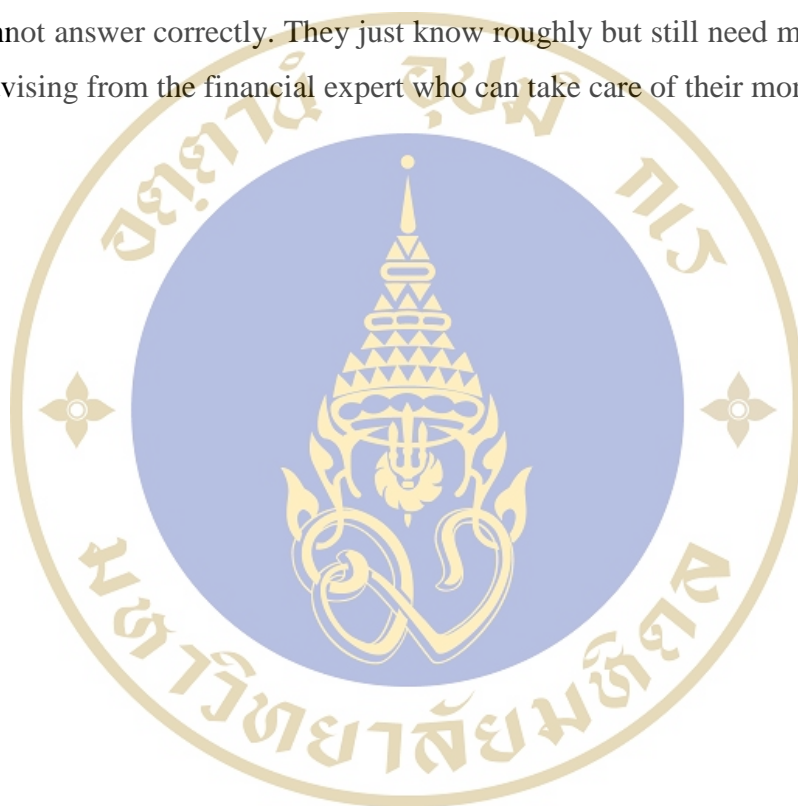 nnot answer correctly. They just know roughly but still need m
vising from the financial expert who can take care of their mon
อตฺตานํ อุปมํ กเร
มหาวิทยาลัยมหิดล